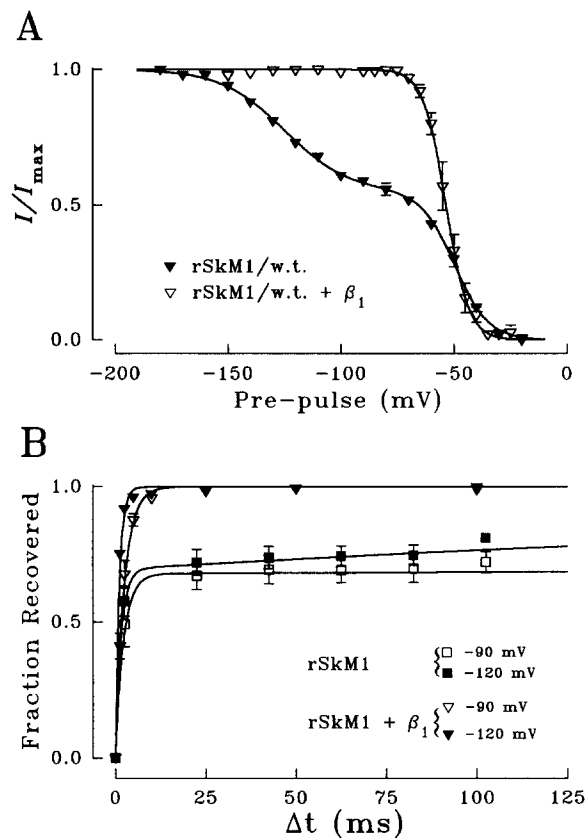 A
1.0
0.5
0.0
I/Imax
▼ rSkM1/w.t.
▽ rSkM1/w.t. + β1
−200 −150 −100 −50 0
Pre-pulse (mV)
B
1.0
0.5
0.0
Fraction Recovered
rSkM1 { □ −90 mV
■ −120 mV
rSkM1 + β1 { ▽ −90 mV
▼ −120 mV
0 25 50 75 100 125
Δt (ms)